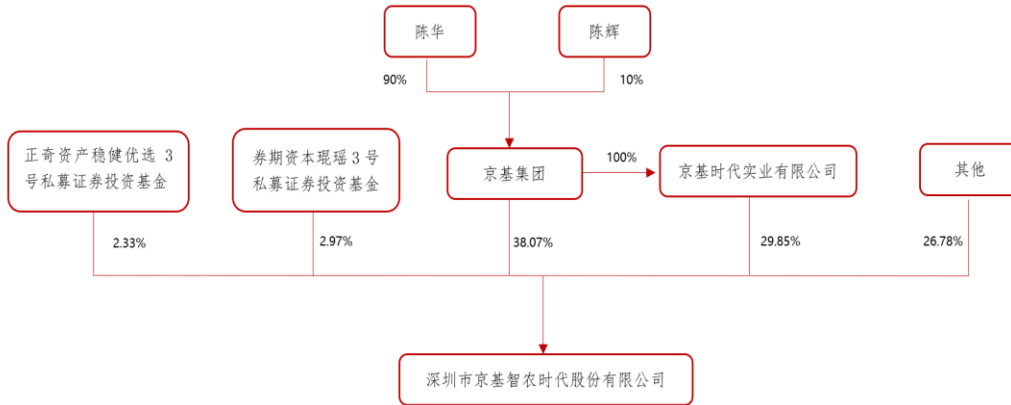 陈华
陈辉
90%
10%
正奇资产稳健优选 3
号私募证券投资基金
券期资本琨瑶 3 号
私募证券投资基金
京基集团
100%
京基时代实业有限公司
其他
2.33%
2.97%
38.07%
29.85%
26.78%
深圳市京基智农时代股份有限公司